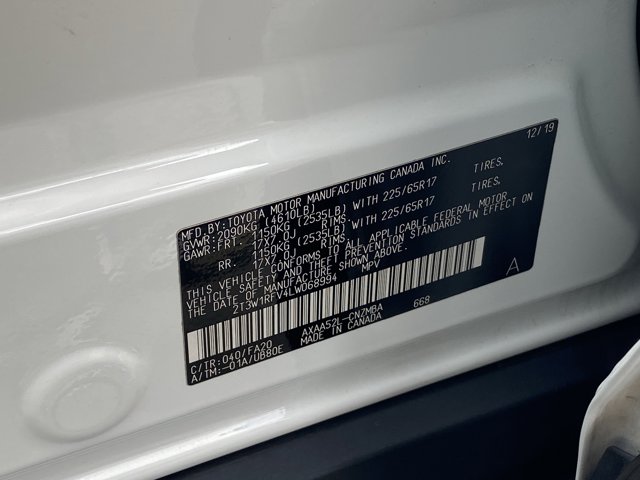 12/19
MFD.BY:TOYOTA MOTOR MANUFACTURING CANADA INC.
GVWR:2090KG (4610LB)
GAWR:FRT. 1150KG (2535LB) WITH 225/65R17 TIRES.
17X7.0J RIMS.
RR. 1150KG (2535LB) WITH 225/65R17 TIRES.
17X7.0J RIMS.
THIS VEHICLE CONFORMS TO ALL APPLICABLE FEDERAL MOTOR
VEHICLE SAFETY AND THEFT PREVENTION STANDARDS IN EFFECT ON
THE DATE OF MANUFACTURE SHOWN ABOVE.
2T3W1RFV4LW068994 MPV
A
AXAA52L-CNZMBA 668
C/TR:040/FA20 MADE IN CANADA
A/TM:-01A/UB80E